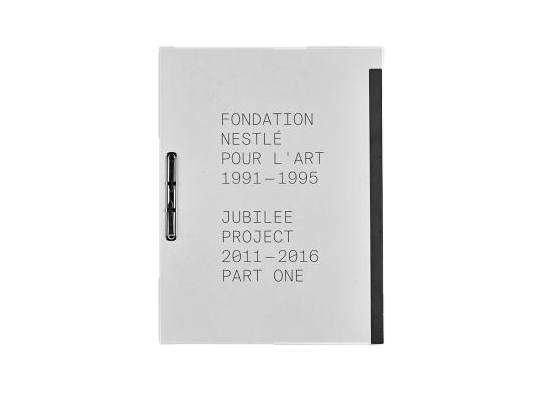 FONDATION
NESTLÉ
POUR L'ART
1991–1995
JUBILEE
PROJECT
2011–2016
PART ONE